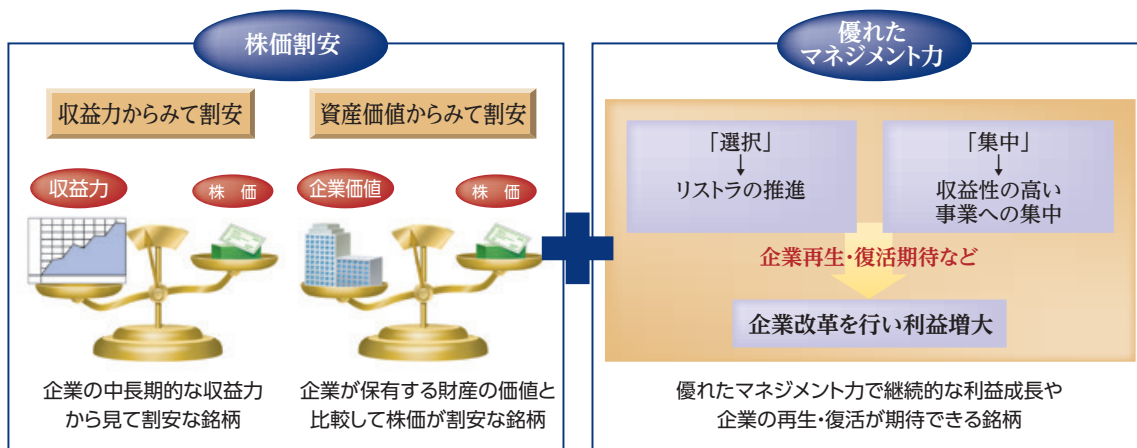 株価割安
収益力からみて割安
資産価値からみて割安
収益力
株 価
企業価値
株 価
企業の中長期的な収益力
から見て割安な銘柄
企業が保有する財産の価値と
比較して株価が割安な銘柄
優れた
マネジメント力
「選択」
リストラの推進
「集中」
収益性の高い
事業への集中
企業再生・復活期待など
企業改革を行い利益増大
優れたマネジメント力で継続的な利益成長や
企業の再生・復活が期待できる銘柄